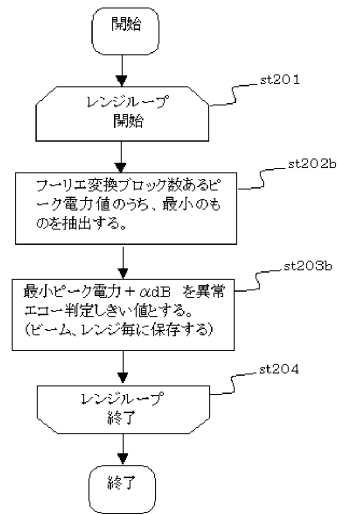 開始
st201
レンジループ
開始
st202b
フーリエ変換ブロック数あるピ
ーク電力値のうち、最小のも
のを抽出する。
st203b
最小ピーク電力+αdB を異常
エコー判定しきい値とする。
(ビーム、レンジ毎に保存する)
st204
レンジループ
終了
終了